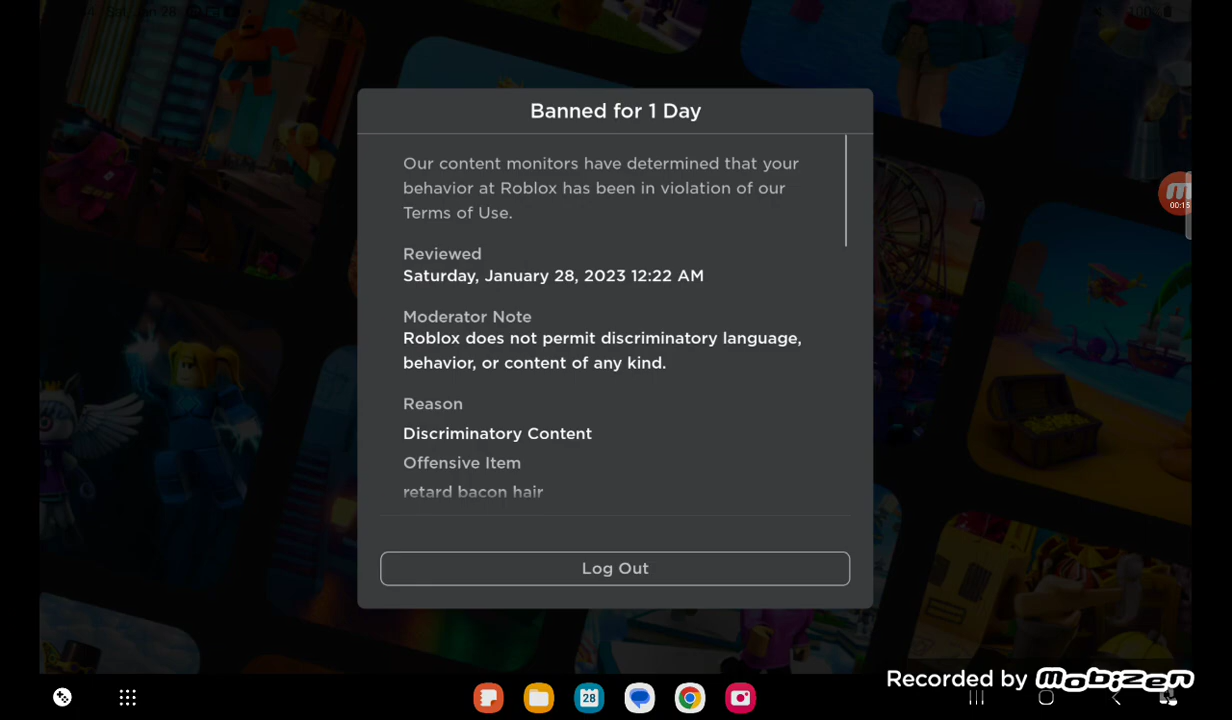 Banned for 1 Day
Our content monitors have determined that your
behavior at Roblox has been in violation of our
Terms of Use.
Reviewed
Saturday, January 28, 2023 12:22 AM
Moderator Note
Roblox does not permit discriminatory language,
behavior, or content of any kind.
Reason
Discriminatory Content
Offensive Item
retard bacon hair
Log Out
00:15
28
Recorded by mobizen